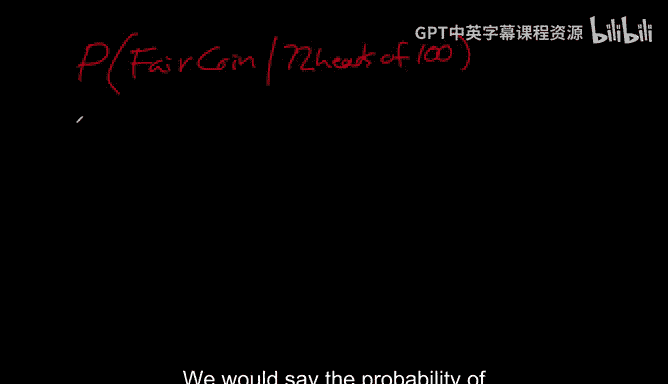 GPT中英字幕课程资源 bilibili
P(Fair Coin / 72 heads of 100)
We would say the probability of